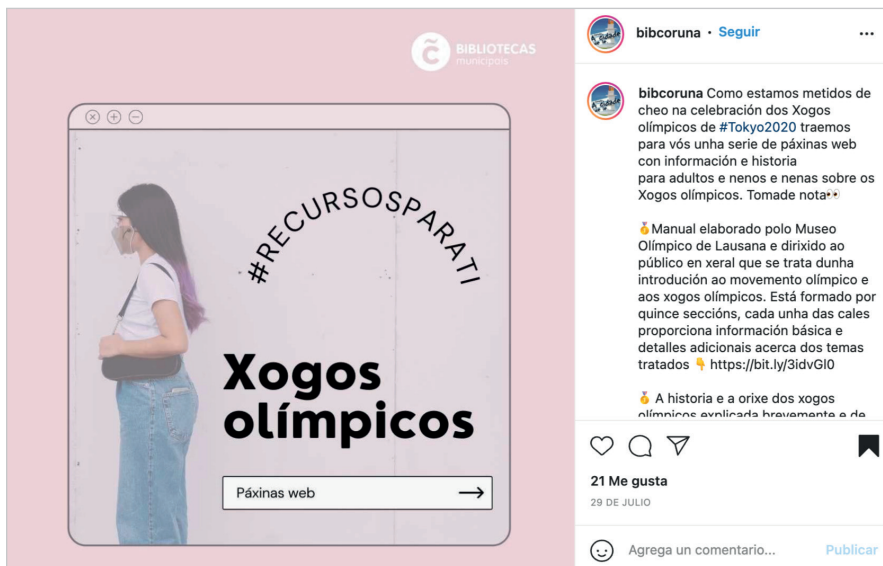 BIBLIOTECAS
municipais
#RECURSOSPARATI
Xogos
olímpicos
Páxinas web
bibcoruna • Seguir
bibcoruna Como estamos metidos de
cheo na celebración dos Xogos
olímpicos de #Tokyo2020 traemos
para vós unha serie de páxinas web
con información e historia
para adultos e nenos e nenas sobre os
Xogos olímpicos. Tomade nota👀
🥇Manual elaborado polo Museo
Olímpico de Lausana e dirixido ao
público en xeral que se trata dunha
introdución ao movemento olímpico e
aos xogos olímpicos. Está formado por
quince seccións, cada unha das cales
proporciona información básica e
detalles adicionais acerca dos temas
tratados 👇 https://bit.ly/3idvGl0
🥇 A historia e a orixe dos xogos
olímpicos explicada brevemente e de
21 Me gusta
29 DE JULIO
Agrega un comentario...
Publicar